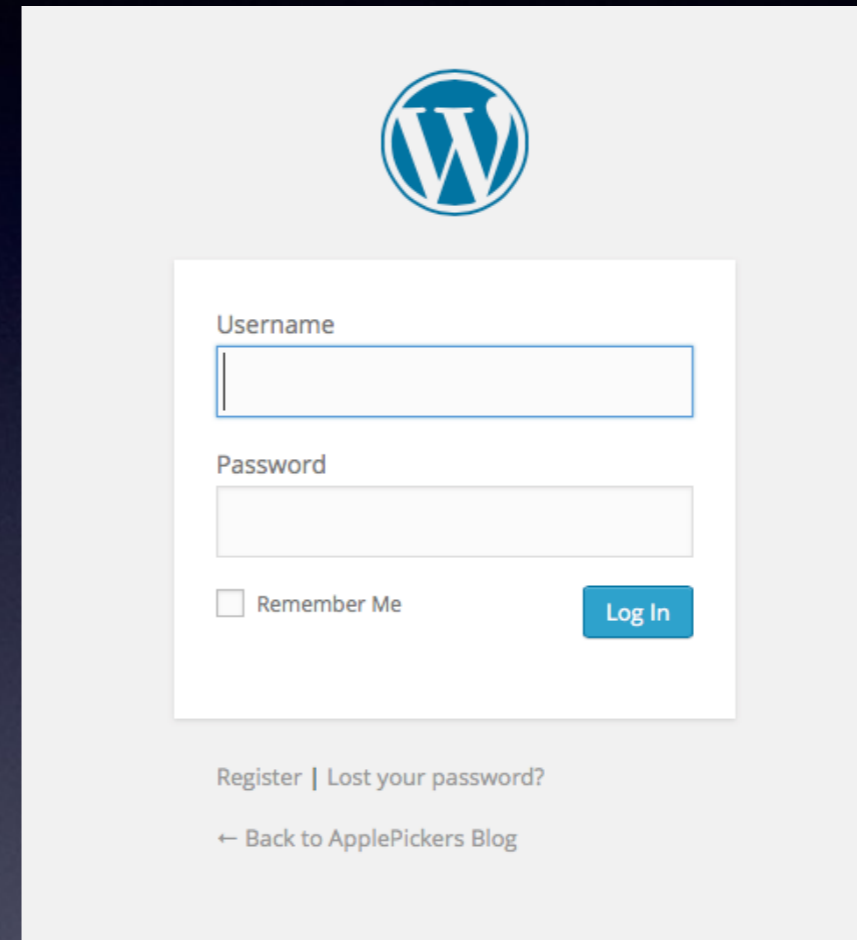 Username
Password
Remember Me
Log In
Register | Lost your password?
← Back to ApplePickers Blog